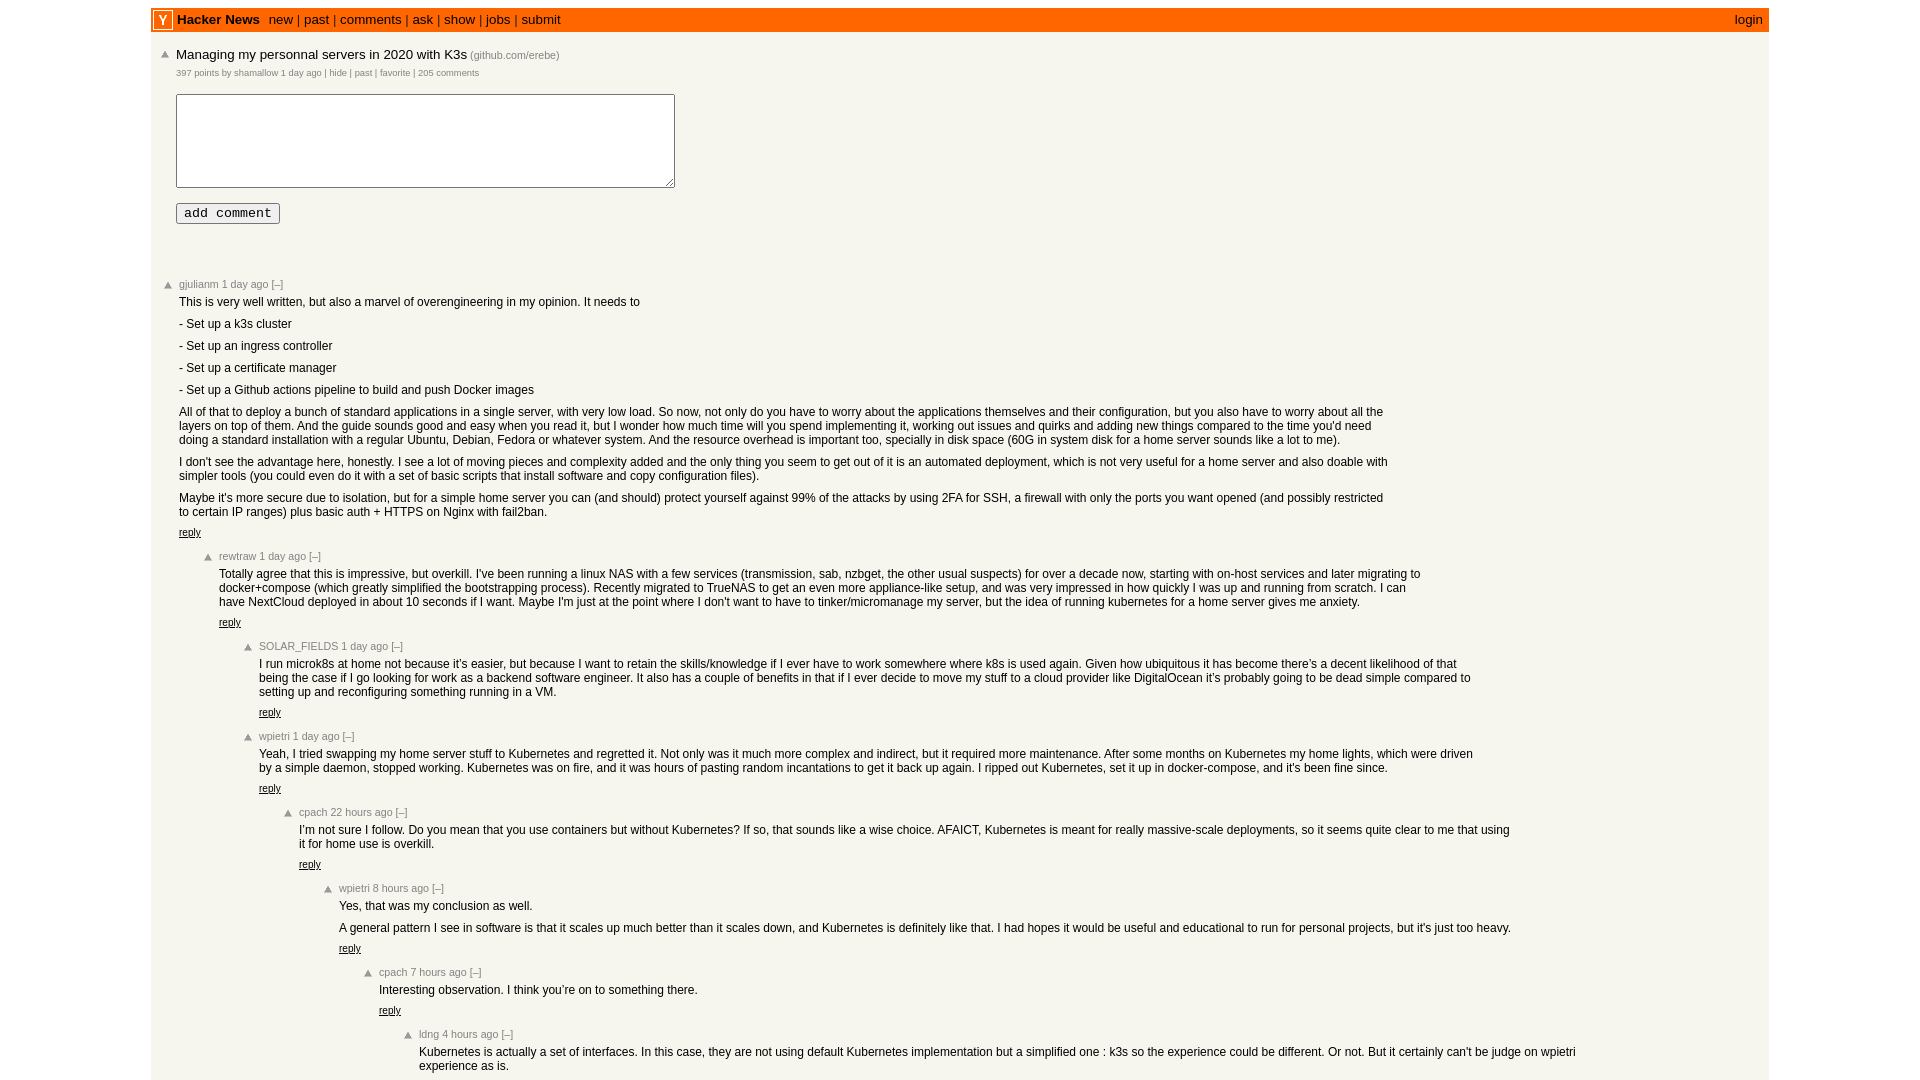 Y Hacker News new | past | comments | ask | show | jobs | submit login
Managing my personnal servers in 2020 with K3s (github.com/erebe)
397 points by shamallow 1 day ago | hide | past | favorite | 205 comments
add comment
gjulianm 1 day ago [–]
This is very well written, but also a marvel of overengineering in my opinion. It needs to
- Set up a k3s cluster
- Set up an ingress controller
- Set up a certificate manager
- Set up a Github actions pipeline to build and push Docker images
All of that to deploy a bunch of standard applications in a single server, with very low load. So now, not only do you have to worry about the applications themselves and their configuration, but you also have to worry about all the
layers on top of them. And the guide sounds good and easy when you read it, but I wonder how much time will you spend implementing it, working out issues and quirks and adding new things compared to the time you'd need
doing a standard installation with a regular Ubuntu, Debian, Fedora or whatever system. And the resource overhead is important too, specially in disk space (60G in system disk for a home server sounds like a lot to me).
I don't see the advantage here, honestly. I see a lot of moving pieces and complexity added and the only thing you seem to get out of it is an automated deployment, which is not very useful for a home server and also doable with
simpler tools (you could even do it with a set of basic scripts that install software and copy configuration files).
Maybe it's more secure due to isolation, but for a simple home server you can (and should) protect yourself against 99% of the attacks by using 2FA for SSH, a firewall with only the ports you want opened (and possibly restricted
to certain IP ranges) plus basic auth + HTTPS on Nginx with fail2ban.
reply
rewtraw 1 day ago [–]
Totally agree that this is impressive, but overkill. I've been running a linux NAS with a few services (transmission, sab, nzbget, the other usual suspects) for over a decade now, starting with on-host services and later migrating to
docker+compose (which greatly simplified the bootstrapping process). Recently migrated to TrueNAS to get an even more appliance-like setup, and was very impressed in how quickly I was up and running from scratch. I can
have NextCloud deployed in about 10 seconds if I want. Maybe I'm just at the point where I don't want to have to tinker/micromanage my server, but the idea of running kubernetes for a home server gives me anxiety.
reply
SOLAR_FIELDS 1 day ago [–]
I run microk8s at home not because it’s easier, but because I want to retain the skills/knowledge if I ever have to work somewhere where k8s is used again. Given how ubiquitous it has become there’s a decent likelihood of that
being the case if I go looking for work as a backend software engineer. It also has a couple of benefits in that if I ever decide to move my stuff to a cloud provider like DigitalOcean it’s probably going to be dead simple compared to
setting up and reconfiguring something running in a VM.
reply
wpietri 1 day ago [–]
Yeah, I tried swapping my home server stuff to Kubernetes and regretted it. Not only was it much more complex and indirect, but it required more maintenance. After some months on Kubernetes my home lights, which were driven
by a simple daemon, stopped working. Kubernetes was on fire, and it was hours of pasting random incantations to get it back up again. I ripped out Kubernetes, set it up in docker-compose, and it's been fine since.
reply
cpach 22 hours ago [–]
I’m not sure I follow. Do you mean that you use containers but without Kubernetes? If so, that sounds like a wise choice. AFAICT, Kubernetes is meant for really massive-scale deployments, so it seems quite clear to me that using
it for home use is overkill.
reply
wpietri 8 hours ago [–]
Yes, that was my conclusion as well.
A general pattern I see in software is that it scales up much better than it scales down, and Kubernetes is definitely like that. I had hopes it would be useful and educational to run for personal projects, but it's just too heavy.
reply
cpach 7 hours ago [–]
Interesting observation. I think you’re on to something there.
reply
ldng 4 hours ago [–]
Kubernetes is actually a set of interfaces. In this case, they are not using default Kubernetes implementation but a simplified one : k3s so the experience could be different. Or not. But it certainly can't be judge on wpietri
experience as is.